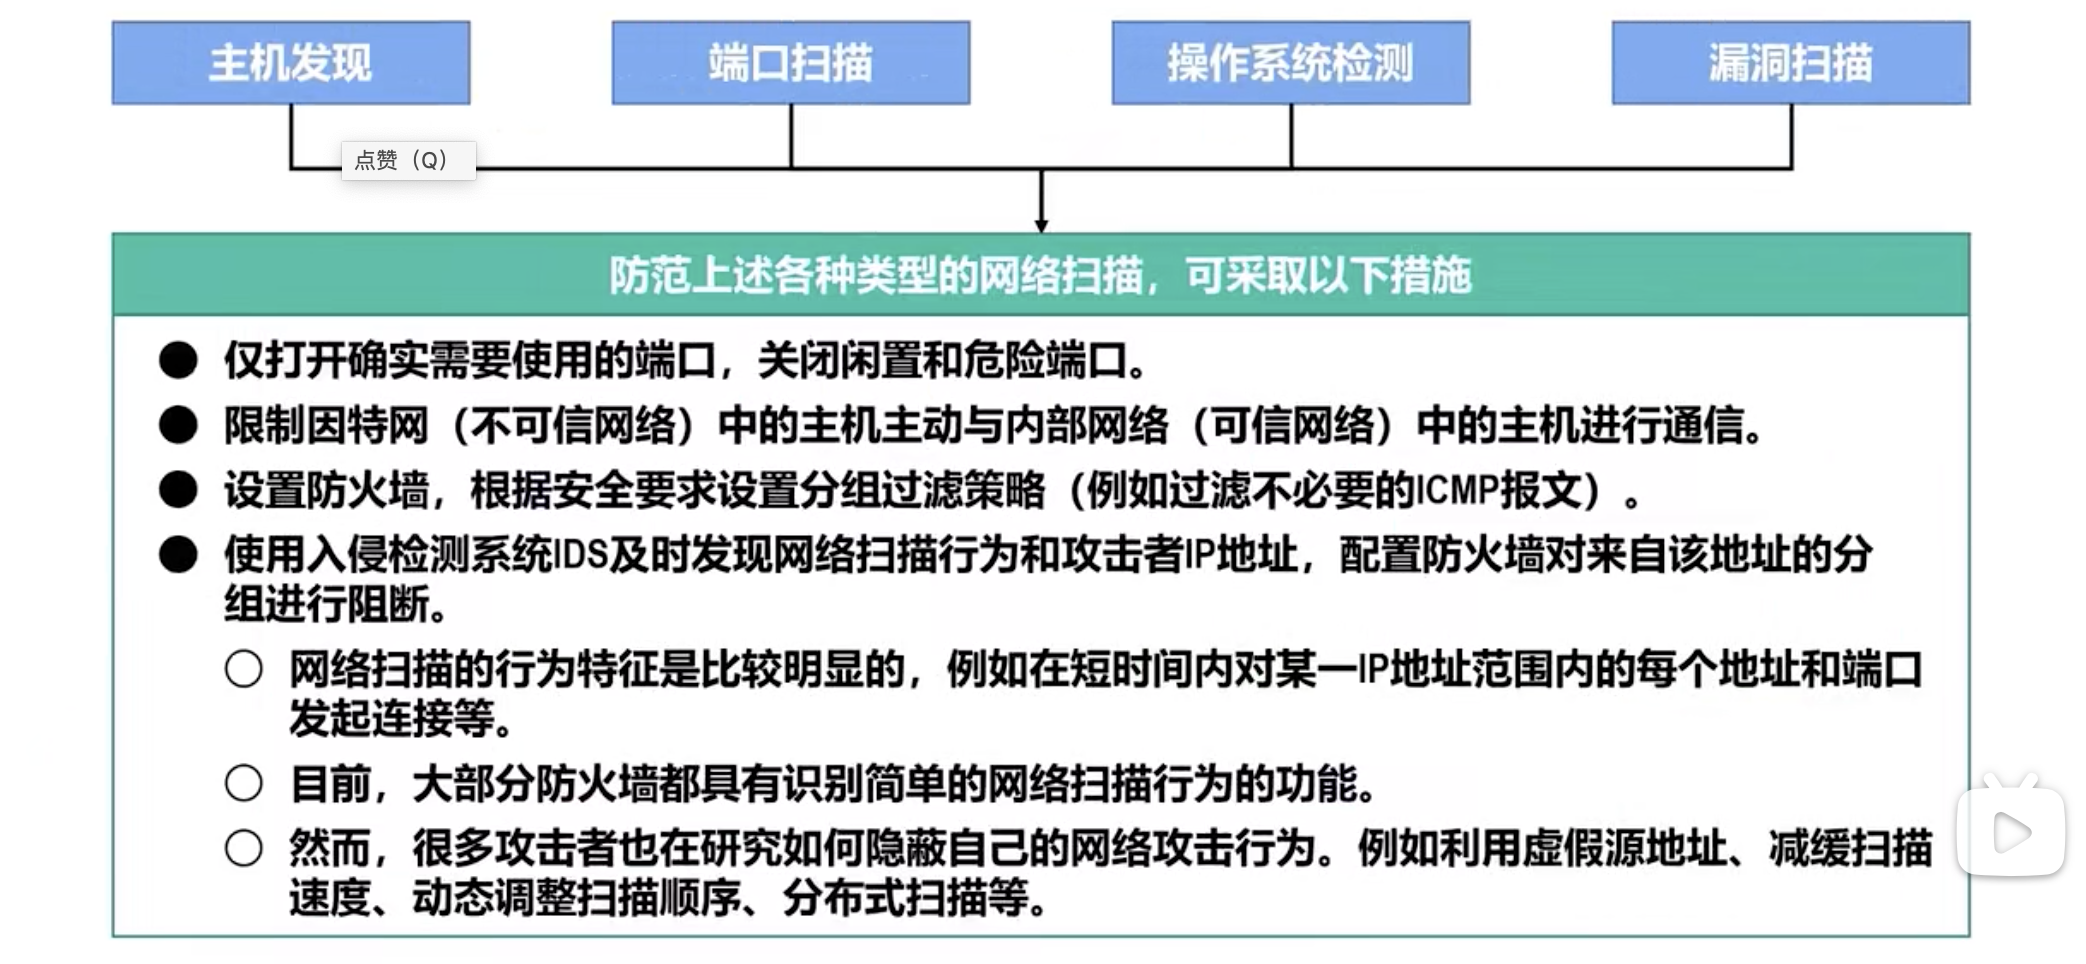 主机发现
端口扫描
操作系统检测
漏洞扫描
点赞（Q）
防范上述各种类型的网络扫描，可采取以下措施
● 仅打开确实需要使用的端口，关闭闲置和危险端口。
● 限制因特网（不可信网络）中的主机主动与内部网络（可信网络）中的主机进行通信。
● 设置防火墙，根据安全要求设置分组过滤策略（例如过滤不必要的ICMP报文）。
● 使用入侵检测系统IDS及时发现网络扫描行为和攻击者IP地址，配置防火墙对来自该地址的分
组进行阻断。
○ 网络扫描的行为特征是比较明显的，例如在短时间内对某一IP地址范围内的每个地址和端口
发起连接等。
○ 目前，大部分防火墙都具有识别简单的网络扫描行为的功能。
○ 然而，很多攻击者也在研究如何隐蔽自己的网络攻击行为。例如利用虚假源地址、减缓扫描
速度、动态调整扫描顺序、分布式扫描等。